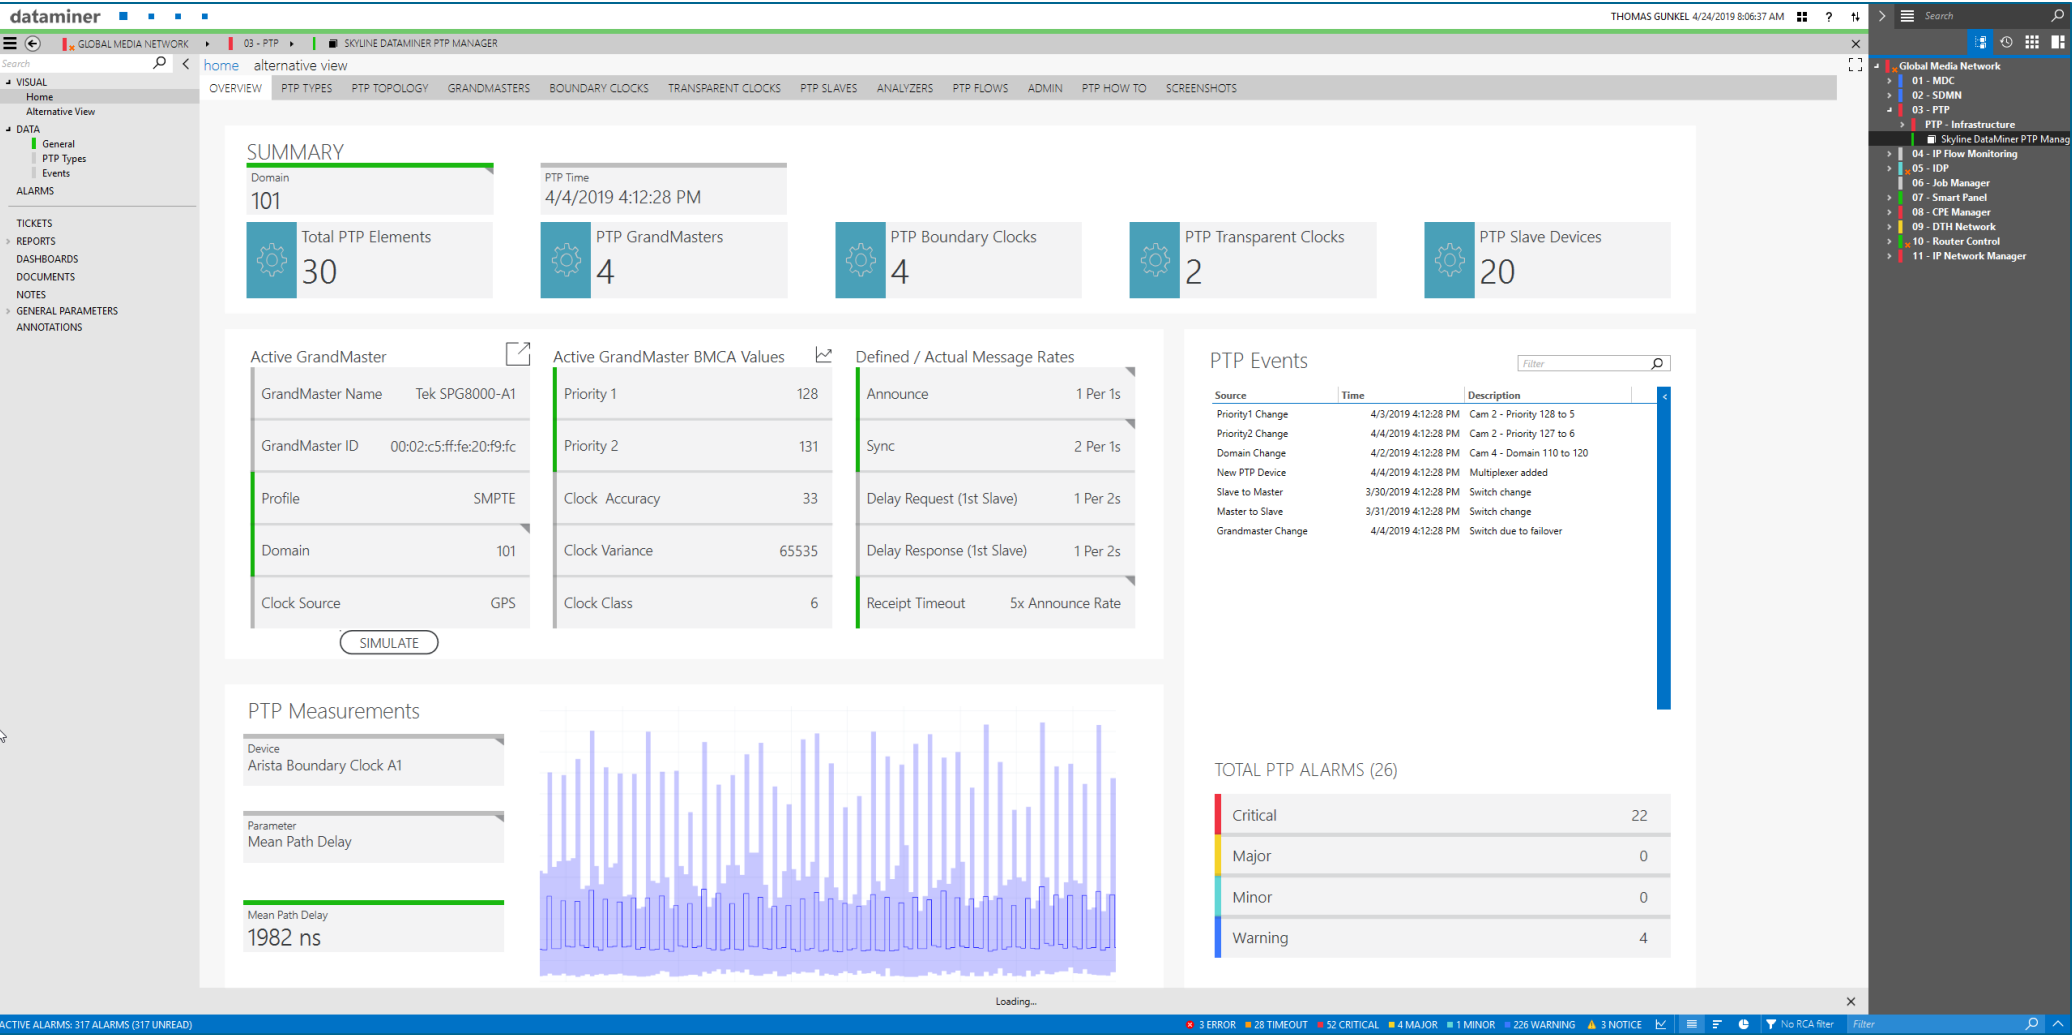 dataminer
THOMAS GUNKEL 4/24/2019 8:06:37 AM ?
Search
GLOBAL MEDIA NETWORK 03 - PTP SKYLINE DATAMINER PTP MANAGER
Search
VISUAL
Home
Alternative View
DATA
General
PTP Types
Events
ALARMS
TICKETS
REPORTS
DASHBOARDS
DOCUMENTS
NOTES
GENERAL PARAMETERS
ANNOTATIONS
home alternative view
OVERVIEW PTP TYPES PTP TOPOLOGY GRANDMASTERS BOUNDARY CLOCKS TRANSPARENT CLOCKS PTP SLAVES ANALYZERS PTP FLOWS ADMIN PTP HOW TO SCREENSHOTS
SUMMARY
Domain
101
PTP Time
4/4/2019 4:12:28 PM
Total PTP Elements
30
PTP GrandMasters
4
PTP Boundary Clocks
4
PTP Transparent Clocks
2
PTP Slave Devices
20
Active GrandMaster
GrandMaster Name Tek SPG8000-A1
GrandMaster ID 00:02:c5:ff:fe:20:f9:fc
Profile SMPTE
Domain 101
Clock Source GPS
SIMULATE
Active GrandMaster BMCA Values
Priority 1 128
Priority 2 131
Clock Accuracy 33
Clock Variance 65535
Clock Class 6
Defined / Actual Message Rates
Announce 1 Per 1s
Sync 2 Per 1s
Delay Request (1st Slave) 1 Per 2s
Delay Response (1st Slave) 1 Per 2s
Receipt Timeout 5x Announce Rate
PTP Events
Filter
Source Time Description
Priority1 Change 4/3/2019 4:12:28 PM Cam 2 - Priority 128 to 5
Priority2 Change 4/4/2019 4:12:28 PM Cam 2 - Priority 127 to 6
Domain Change 4/2/2019 4:12:28 PM Cam 4 - Domain 110 to 120
New PTP Device 4/4/2019 4:12:28 PM Multiplexer added
Slave to Master 3/30/2019 4:12:28 PM Switch change
Master to Slave 3/31/2019 4:12:28 PM Switch change
Grandmaster Change 4/4/2019 4:12:28 PM Switch due to failover
PTP Measurements
Device
Arista Boundary Clock A1
Parameter
Mean Path Delay
Mean Path Delay
1982 ns
TOTAL PTP ALARMS (26)
Critical 22
Major 0
Minor 0
Warning 4
Global Media Network
01 - MDC
02 - SDMN
03 - PTP
PTP - Infrastructure
Skyline DataMiner PTP Manag
04 - IP Flow Monitoring
05 - IDP
06 - Job Manager
07 - Smart Panel
08 - CPE Manager
09 - DTH Network
10 - Router Control
11 - IP Network Manager
Loading...
ACTIVE ALARMS: 317 ALARMS (317 UNREAD)
3 ERROR 28 TIMEOUT 52 CRITICAL 4 MAJOR 1 MINOR 226 WARNING 3 NOTICE No RCA filter Filter